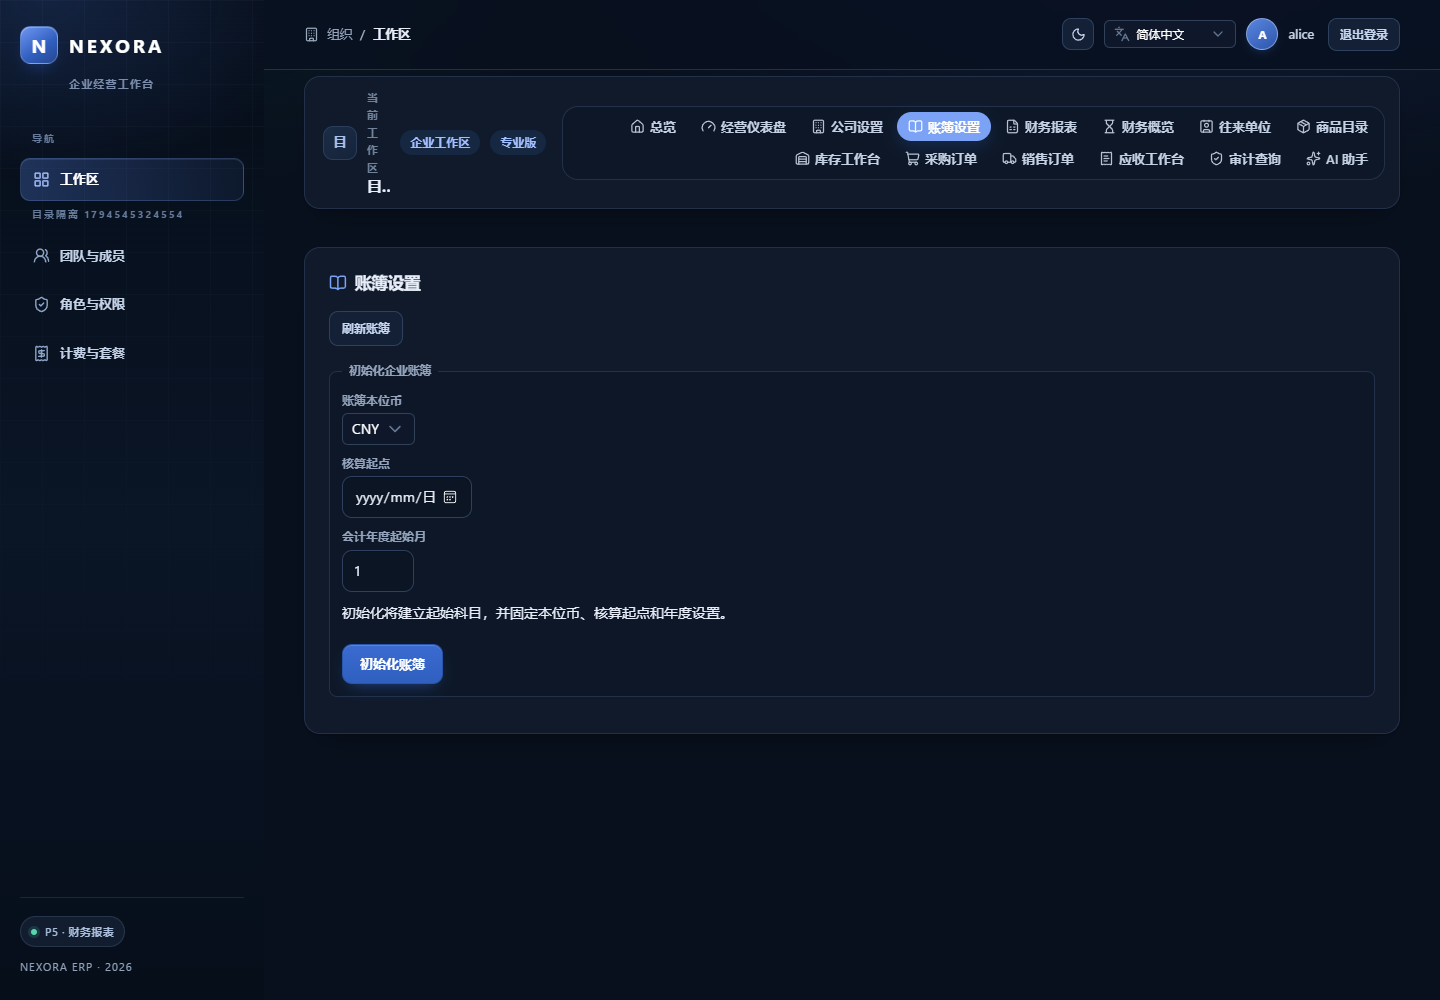 N NEXORA
企业经营工作台
导航
工作区
目录隔离 1794545324554
团队与成员
角色与权限
计费与套餐
P5 · 财务报表
NEXORA ERP · 2026
组织 / 工作区
简体中文
A alice
退出登录
目
当前工作区
目..
企业工作区
专业版
总览 经营仪表盘 公司设置 账簿设置 财务报表 财务概览 往来单位 商品目录
库存工作台 采购订单 销售订单 应收工作台 审计查询 AI 助手
账簿设置
刷新账簿
初始化企业账簿
账簿本位币
CNY
核算起点
yyyy/mm/日
会计年度起始月
1
初始化将建立起始科目，并固定本位币、核算起点和年度设置。
初始化账簿